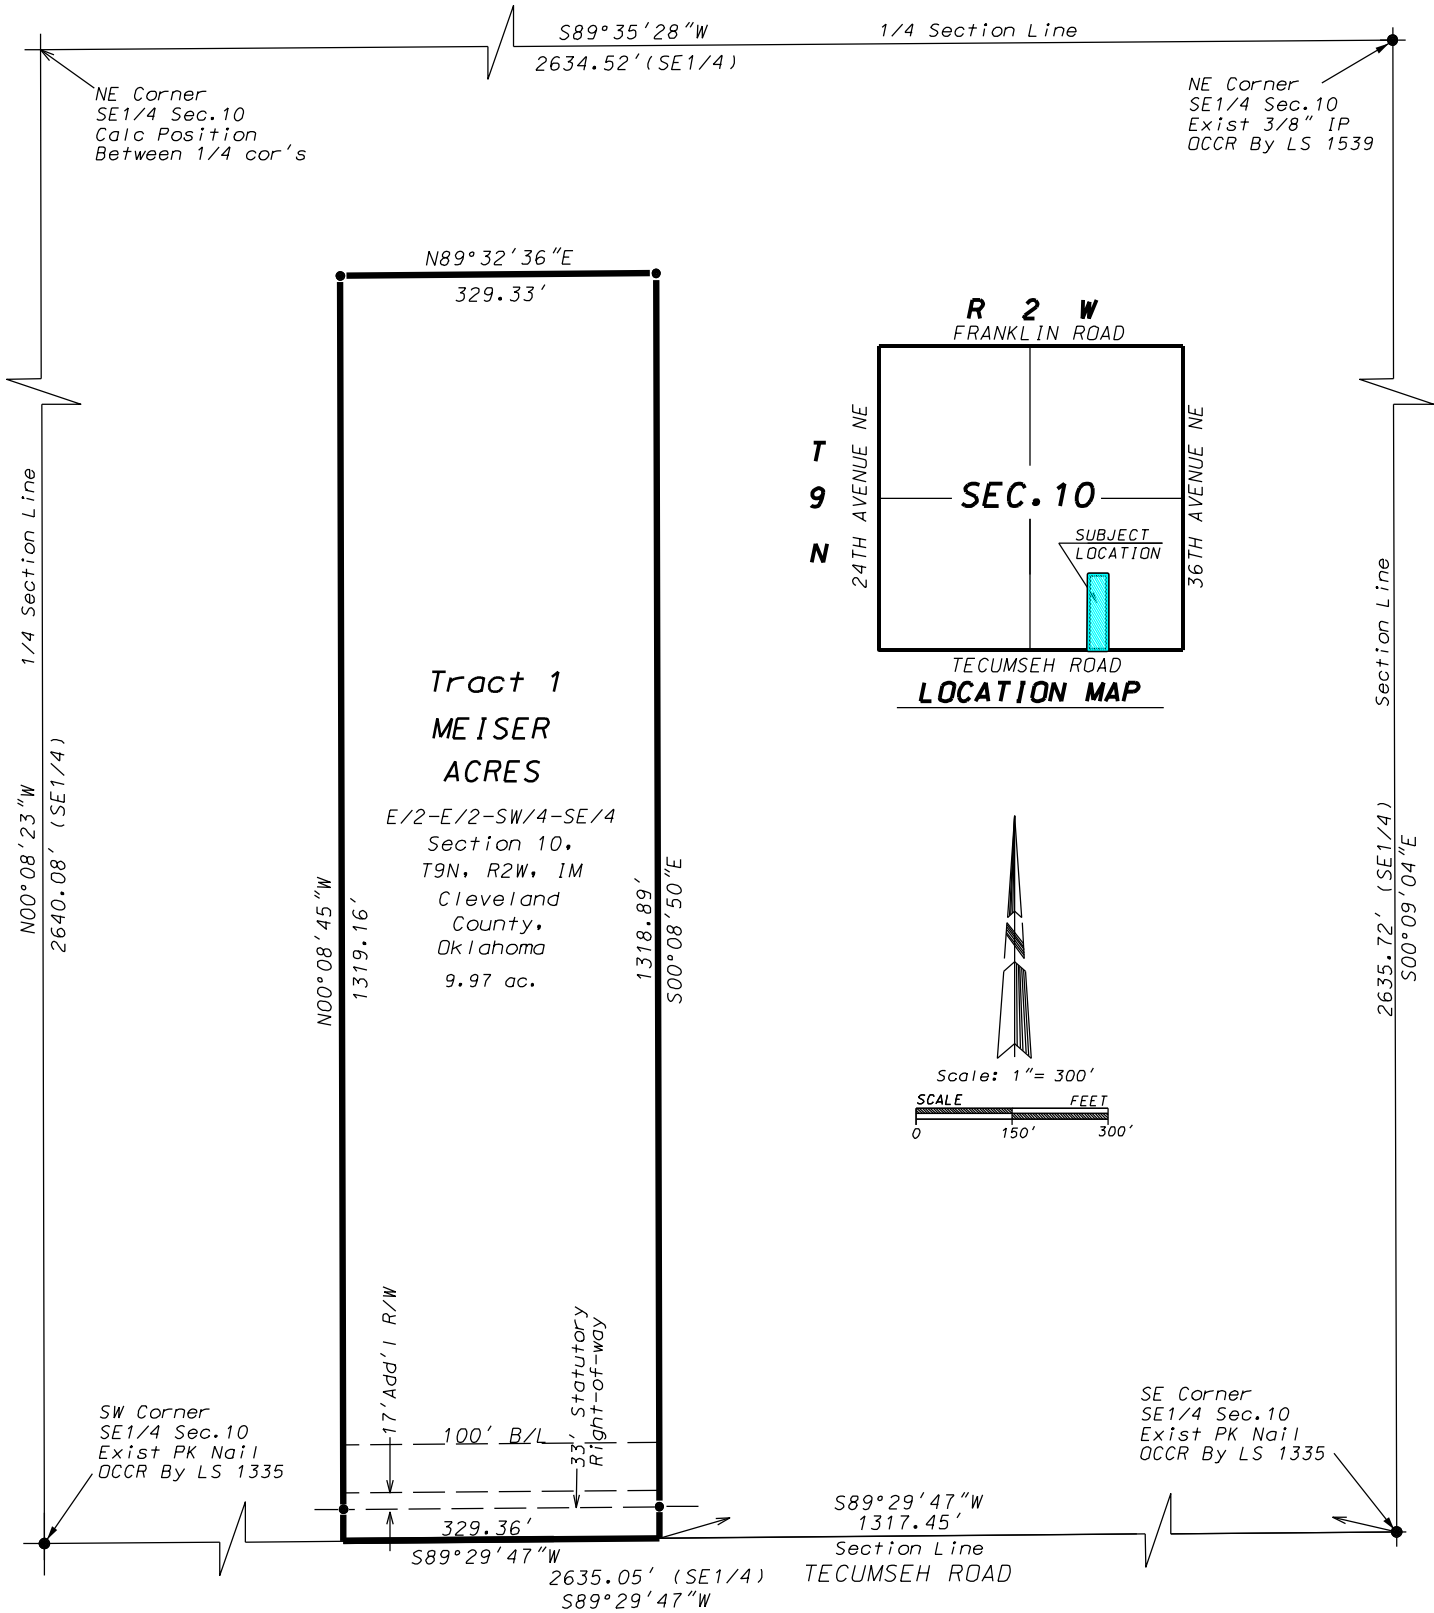 S89°35'28"W
1/4 Section Line
2634.52'(SE1/4)
NE Corner
SE1/4 Sec.10
Calc Position
Between 1/4 cor's
NE Corner
SE1/4 Sec.10
Exist 3/8" IP
OCCR By LS 1539
N89°32'36"E
329.33'
R 2 W
FRANKLIN ROAD
T
9
N
24TH AVENUE NE
SEC.10
36TH AVENUE NE
SUBJECT
LOCATION
TECUMSEH ROAD
LOCATION MAP
1/4 Section Line
N00°08'23"W
2640.08' (SE1/4)
Tract 1
MEISER
ACRES
E/2-E/2-SW/4-SE/4
Section 10,
T9N, R2W, IM
Cleveland
County,
Oklahoma
9.97 ac.
N00°08'45"W
1319.16'
1318.89'
S00°08'50"E
Section Line
2635.72' (SE1/4)
S00°09'04"E
Scale: 1"= 300'
SCALE
FEET
0
150'
300'
17'Add'l R/W
33' Statutory
Right-of-way
100' B/L
SW Corner
SE1/4 Sec.10
Exist PK Nail
OCCR By LS 1335
SE Corner
SE1/4 Sec.10
Exist PK Nail
OCCR By LS 1335
329.36'
S89°29'47"W
S89°29'47"W
1317.45'
Section Line
TECUMSEH ROAD
2635.05' (SE1/4)
S89°29'47"W